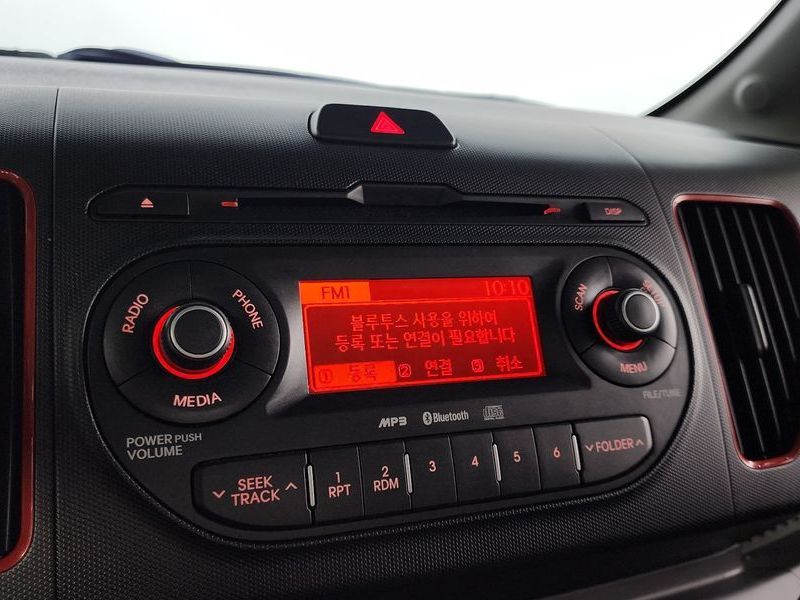 DISP
RADIO
PHONE
MEDIA
POWER PUSH
VOLUME
FM1 10:10
블루투스 사용을 위하여
등록 또는 연결이 필요합니다
1 등록 2 연결 6 취소
SCAN
SETUP
MENU
FILE/TUNE
MP3 Bluetooth
SEEK
TRACK
1
RPT
2
RDM
3
4
5
6
FOLDER